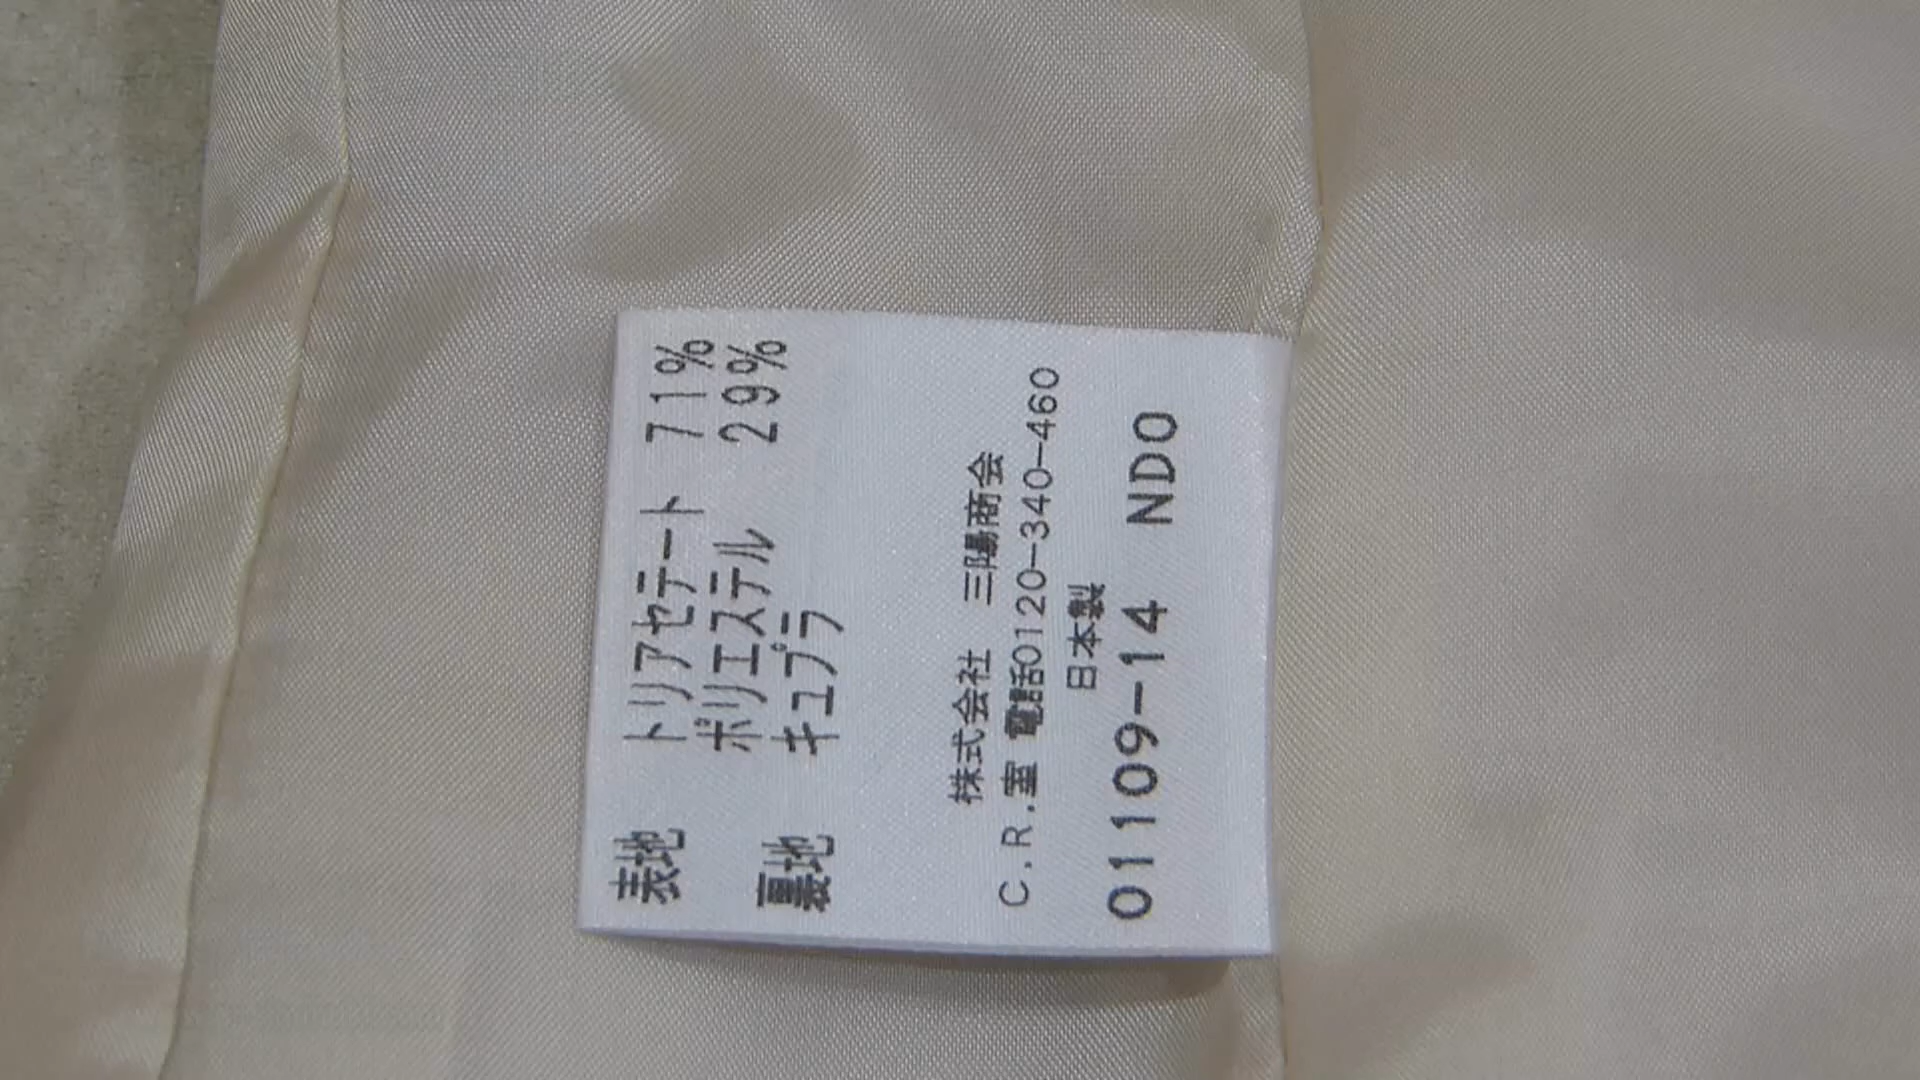 表地 トリアセテート 71%
ポリエステル 29%
裏地 キュプラ
株式会社 三陽商会
C.R.室 電話0120-340-460
日本製
01109-14 NDO